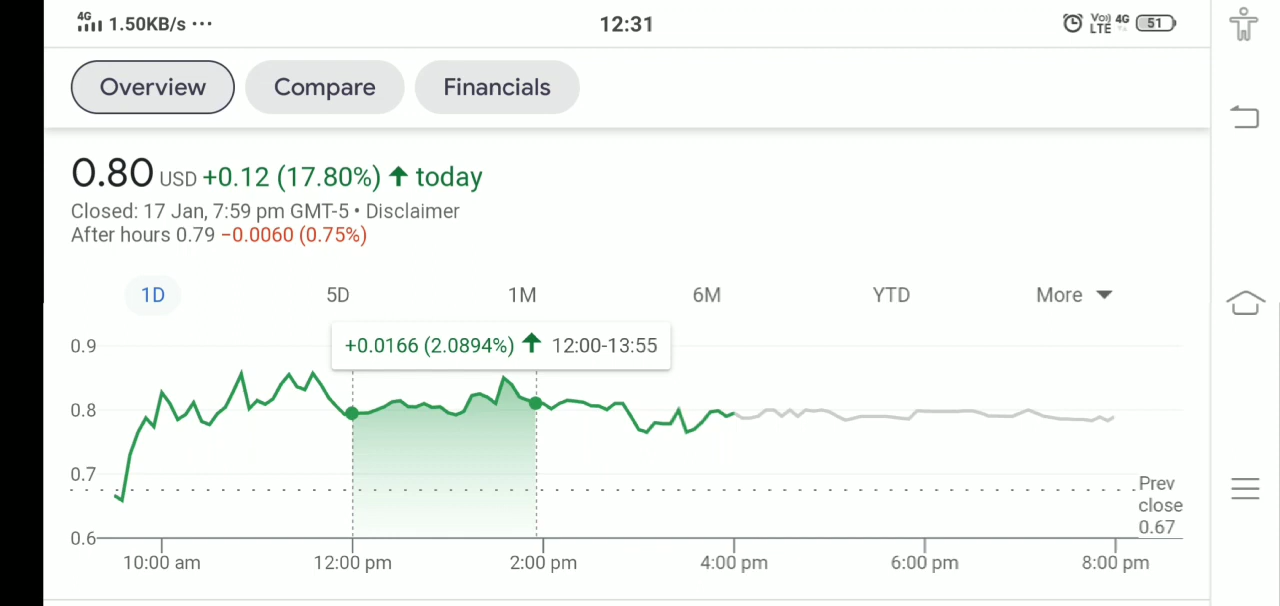 4G 1.50KB/s ··· 12:31 Vo)) LTE 4G 51
Overview Compare Financials
0.80 USD +0.12 (17.80%) ↑ today
Closed: 17 Jan, 7:59 pm GMT-5 • Disclaimer
After hours 0.79 −0.0060 (0.75%)
1D 5D 1M 6M YTD More
+0.0166 (2.0894%) ↑ 12:00-13:55
0.9
0.8
0.7
Prev
close
0.67
0.6
10:00 am 12:00 pm 2:00 pm 4:00 pm 6:00 pm 8:00 pm